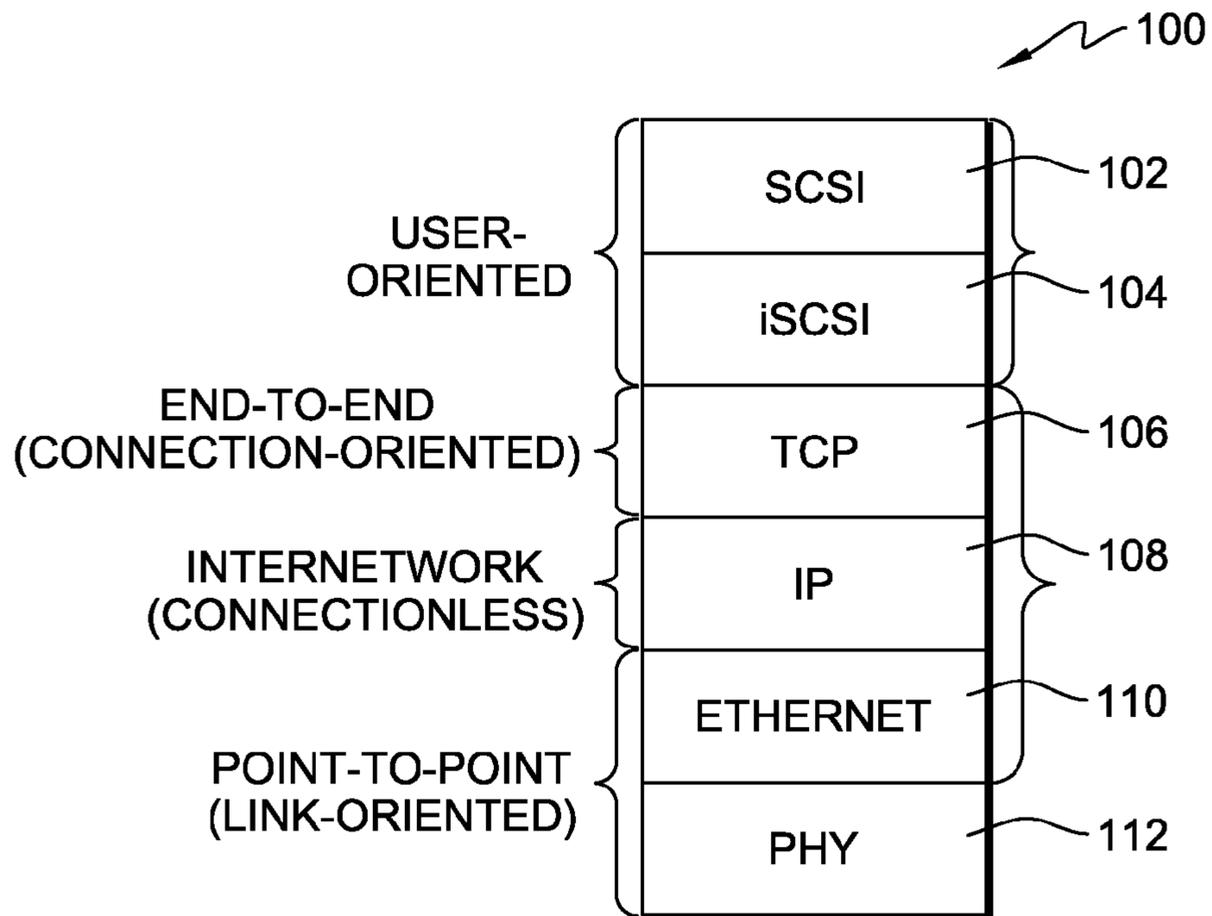 100
SCSI
102
USER-
ORIENTED
iSCSI
104
END-TO-END
(CONNECTION-ORIENTED)
TCP
106
INTERNETWORK
(CONNECTIONLESS)
IP
108
ETHERNET
110
POINT-TO-POINT
(LINK-ORIENTED)
PHY
112